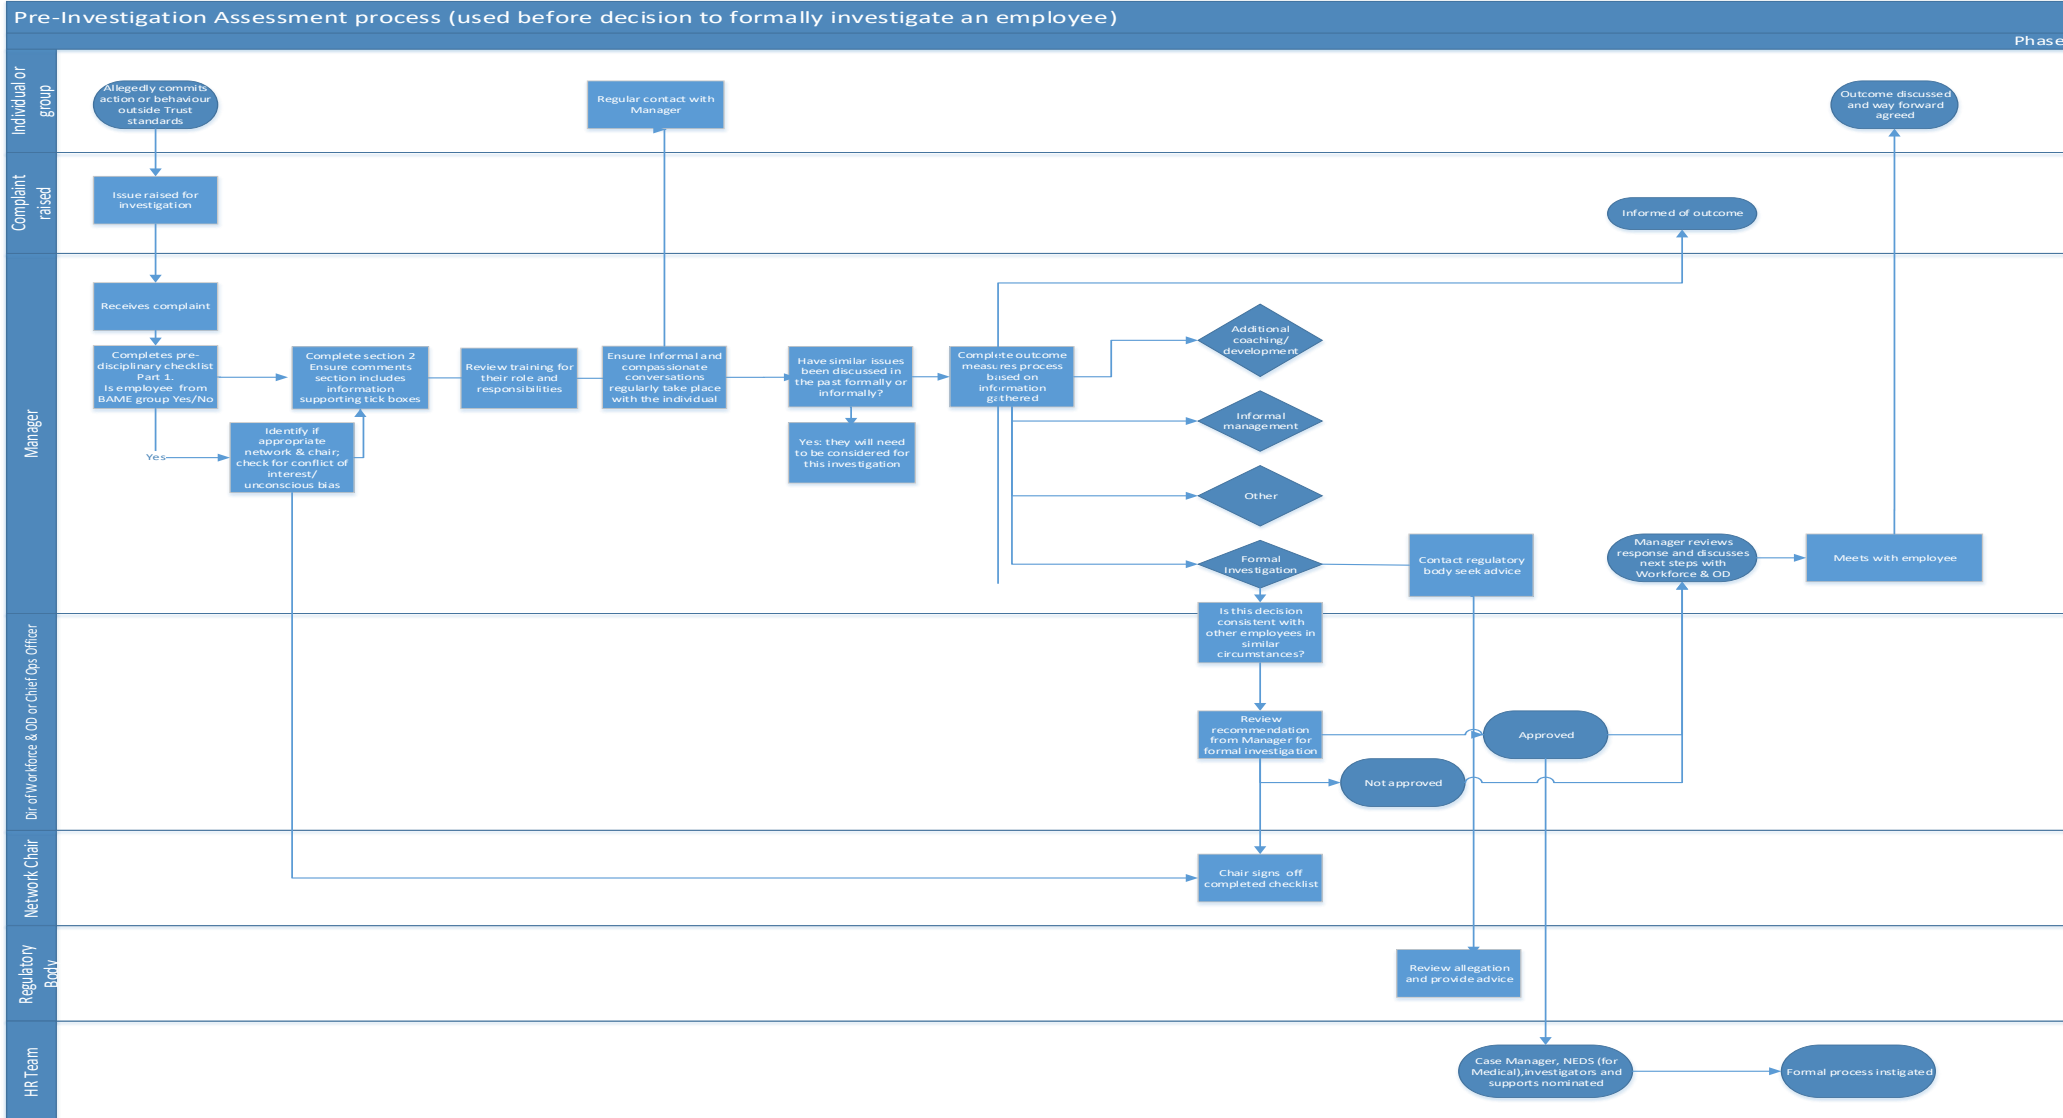 Pre-Investigation Assessment process (used before decision to formally investigate an employee)
Phase
Individual or
group
Allegedly commits
action or behaviour
outside Trust
standards
Regular contact with
Manager
Outcome discussed
and way forward
agreed
Complaint
raised
Issue raised for
investigation
Informed of outcome
Manager
Receives complaint
Completes pre-
disciplinary checklist
Part 1.
Is employee from
BAME group Yes/No
Yes
Identify if
appropriate
network & chair;
check for conflict of
interest/
unconscious bias
Complete section 2
Ensure comments
section includes
information
supporting tick boxes
Review training for
their role and
responsibilities
Ensure Informal and
compassionate
conversations
regularly take place
with the individual
Have similar issues
been discussed in
the past formally or
informally?
Yes: they will need
to be considered for
this investigation
Complete outcome
measures process
based on
information
gathered
Additional
coaching/
development
Informal
management
Other
Formal
Investigation
Contact regulatory
body seek advice
Manager reviews
response and discusses
next steps with
Workforce & OD
Meets with employee
Dir of Workforce & OD or Chief Ops Officer
Is this decision
consistent with
other employees in
similar
circumstances?
Review
recommendation
from Manager for
formal investigation
Approved
Not approved
Network Chair
Chair signs off
completed checklist
Regulatory
Body
Review allegation
and provide advice
HR Team
Case Manager, NEDS (for
Medical),investigators and
supports nominated
Formal process instigated